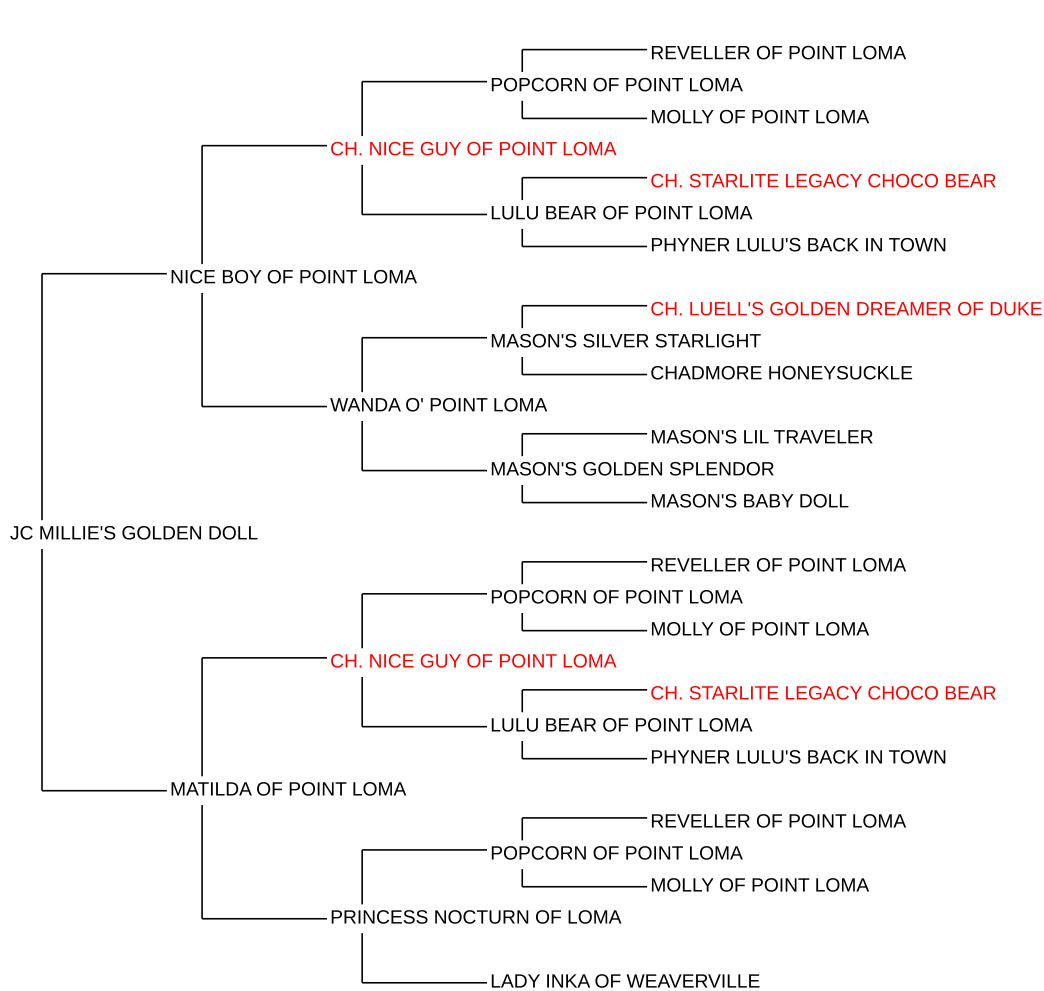 REVELLER OF POINT LOMA
POPCORN OF POINT LOMA
MOLLY OF POINT LOMA
CH. NICE GUY OF POINT LOMA
CH. STARLITE LEGACY CHOCO BEAR
LULU BEAR OF POINT LOMA
PHYNER LULU'S BACK IN TOWN
NICE BOY OF POINT LOMA
CH. LUELL'S GOLDEN DREAMER OF DUKE
MASON'S SILVER STARLIGHT
CHADMORE HONEYSUCKLE
WANDA O' POINT LOMA
MASON'S LIL TRAVELER
MASON'S GOLDEN SPLENDOR
MASON'S BABY DOLL
JC MILLIE'S GOLDEN DOLL
REVELLER OF POINT LOMA
POPCORN OF POINT LOMA
MOLLY OF POINT LOMA
CH. NICE GUY OF POINT LOMA
CH. STARLITE LEGACY CHOCO BEAR
LULU BEAR OF POINT LOMA
PHYNER LULU'S BACK IN TOWN
MATILDA OF POINT LOMA
REVELLER OF POINT LOMA
POPCORN OF POINT LOMA
MOLLY OF POINT LOMA
PRINCESS NOCTURN OF LOMA
LADY INKA OF WEAVERVILLE